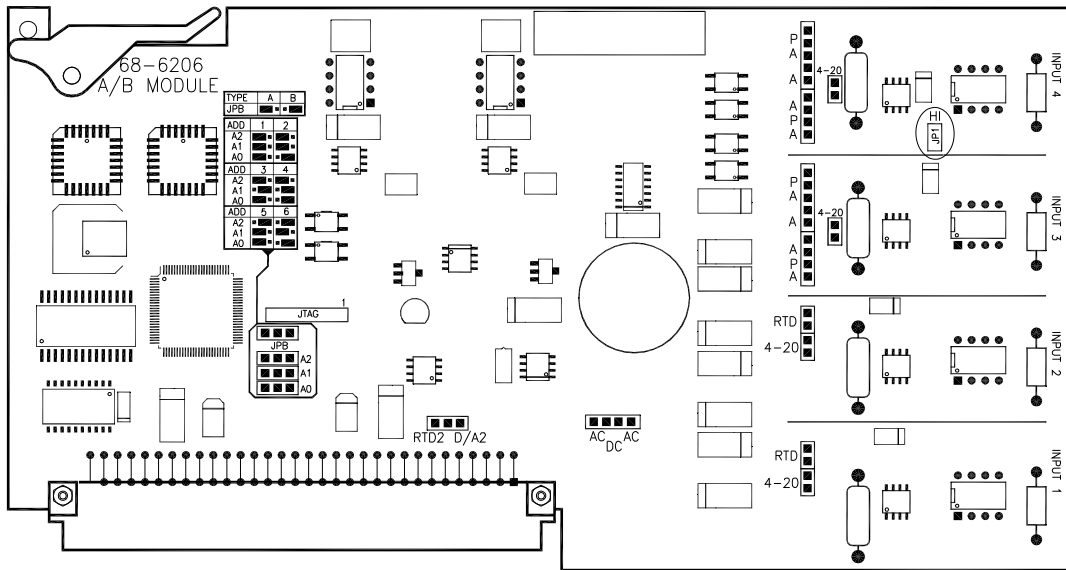 68-6206
A/B MODULE
TYPE A B
JPB
ADD 1 2
A2
A1
A0
ADD 3 4
A2
A1
A0
ADD 5 6
A2
A1
A0
1
JTAG
JPB
A2
A1
A0
RTD2 D/A2
AC DC AC
P
A
A
A
P
A
4-20
HI
JP1
INPUT 4
P
A
A
A
P
A
4-20
INPUT 3
RTD
4-20
INPUT 2
RTD
4-20
INPUT 1